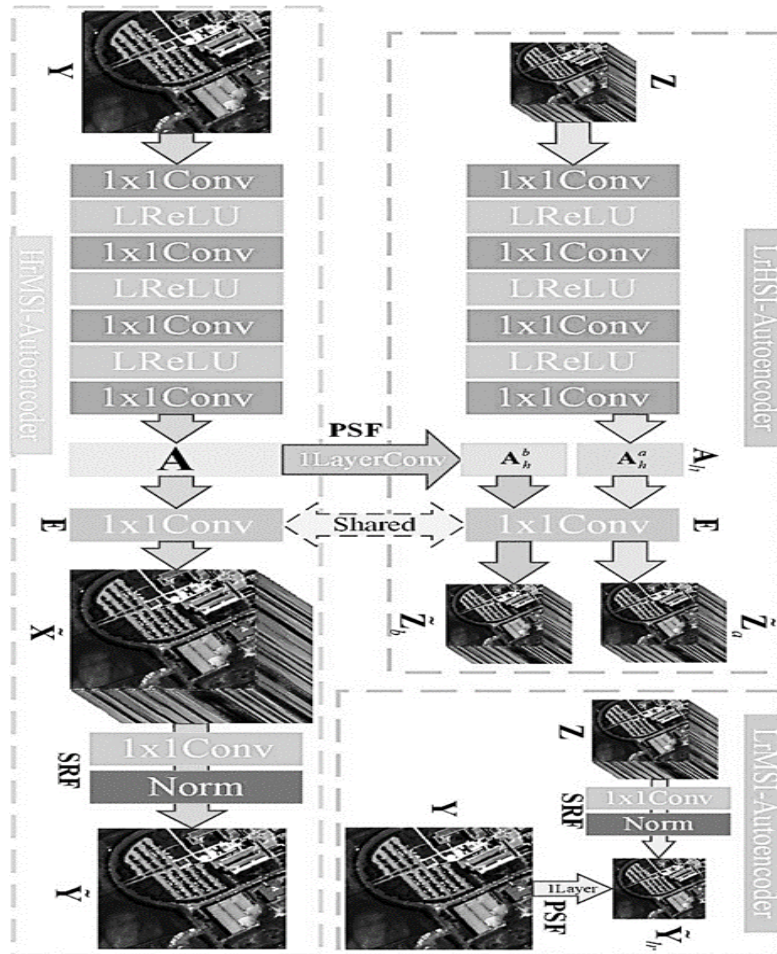 Y
HrMSI-Autoencoder
1x1Conv
LReLU
1x1Conv
LReLU
1x1Conv
LReLU
1x1Conv
A
PSF
1LayerConv
E
1x1Conv
Shared
X̃
SRF
1x1Conv
Norm
Ỹ
Z
LrHSI-Autoencoder
1x1Conv
LReLU
1x1Conv
LReLU
1x1Conv
LReLU
1x1Conv
A_h^b
A_h^a
A_h
1x1Conv
E
Z̃_b
Z̃_a
LrMSI-Autoencoder
Z
SRF
1x1Conv
Norm
Y
1Layer
PSF
Ỹ_lr